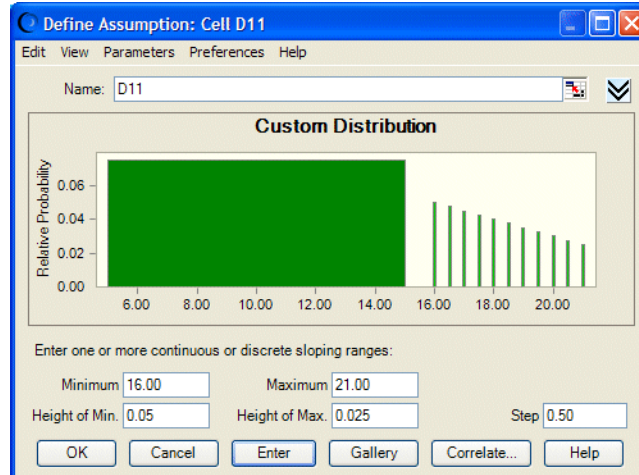 Define Assumption: Cell D11
Edit View Parameters Preferences Help
Name: D11
Custom Distribution
Relative Probability
0.06
0.04
0.02
0.00
6.00 8.00 10.00 12.00 14.00 16.00 18.00 20.00
Enter one or more continuous or discrete sloping ranges:
Minimum 16.00 Maximum 21.00
Height of Min. 0.05 Height of Max. 0.025 Step 0.50
OK Cancel Enter Gallery Correlate... Help